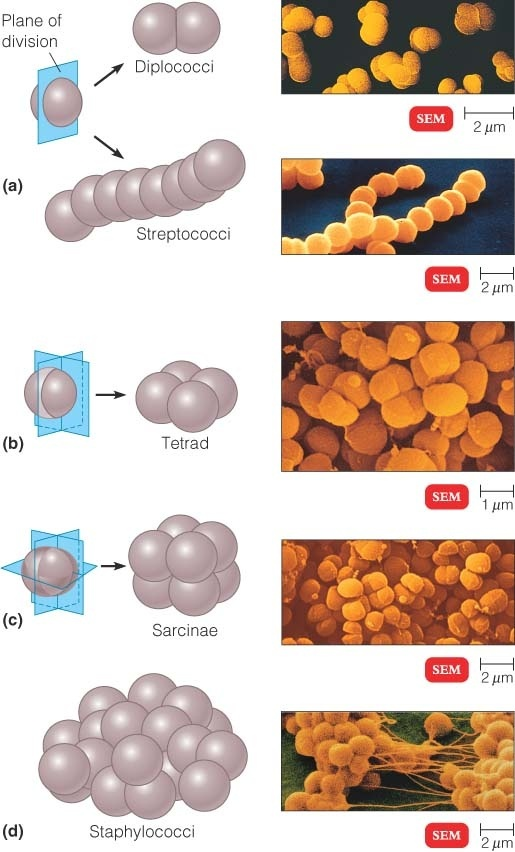 Plane of
division
Diplococci
SEM
2 μm
(a)
Streptococci
SEM
2 μm
(b)
Tetrad
SEM
1 μm
(c)
Sarcinae
SEM
2 μm
(d)
Staphylococci
SEM
2 μm